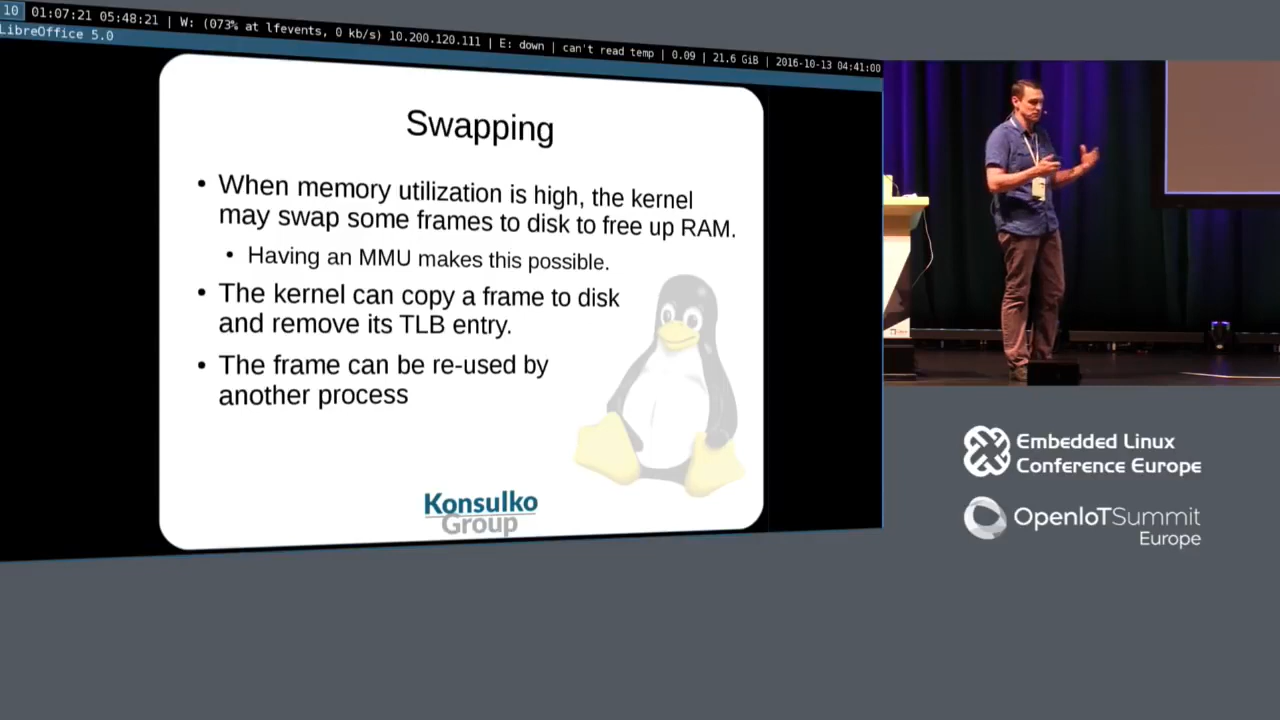 10 01:07:21 05:48:21 | W: (073% at lfevents, 0 kb/s) 10.200.120.111 | E: down | can't read temp | 0.09 | 21.6 GiB | 2016-10-13 04:41:00
LibreOffice 5.0
Swapping
• When memory utilization is high, the kernel
may swap some frames to disk to free up RAM.
• Having an MMU makes this possible.
• The kernel can copy a frame to disk
and remove its TLB entry.
• The frame can be re-used by
another process
Konsulko
Group
Embedded Linux
Conference Europe
OpenIoTSummit
Europe